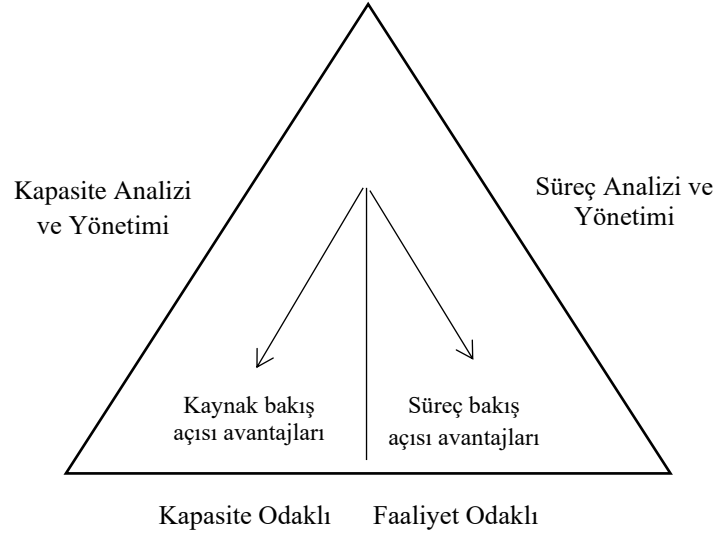 Kapasite Analizi
ve Yönetimi
Süreç Analizi ve
Yönetimi
Kaynak bakış
açısı avantajları
Süreç bakış
açısı avantajları
Kapasite Odaklı
Faaliyet Odaklı